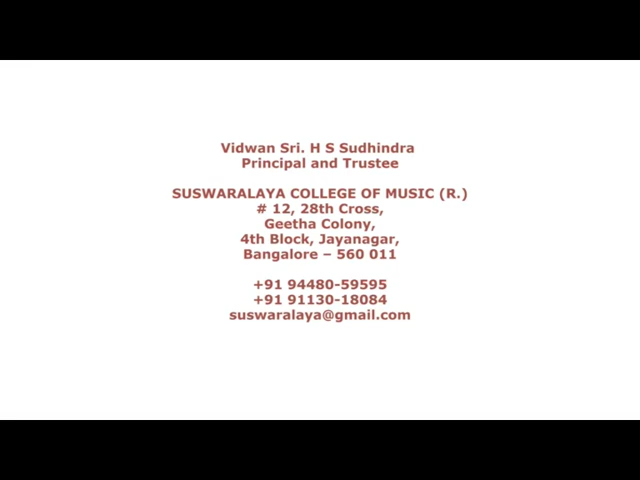 Vidwan Sri. H S Sudhindra
Principal and Trustee
SUSWARALAYA COLLEGE OF MUSIC (R.)
# 12, 28th Cross,
Geetha Colony,
4th Block, Jayanagar,
Bangalore – 560 011
+91 94480-59595
+91 91130-18084
suswaralaya@gmail.com